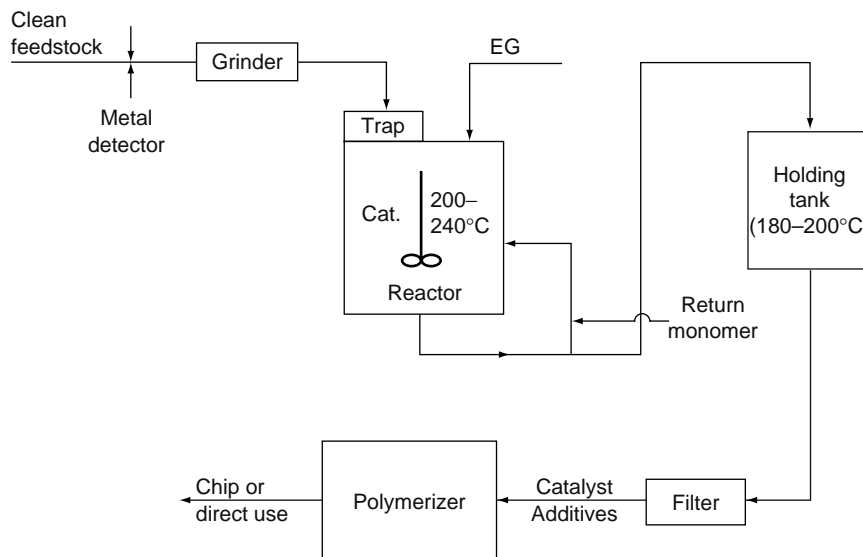 Clean
feedstock
Metal
detector
Grinder
EG
Trap
Cat.
200–
240°C
Reactor
Holding
tank
(180–200°C
Return
monomer
Chip or
direct use
Polymerizer
Catalyst
Additives
Filter